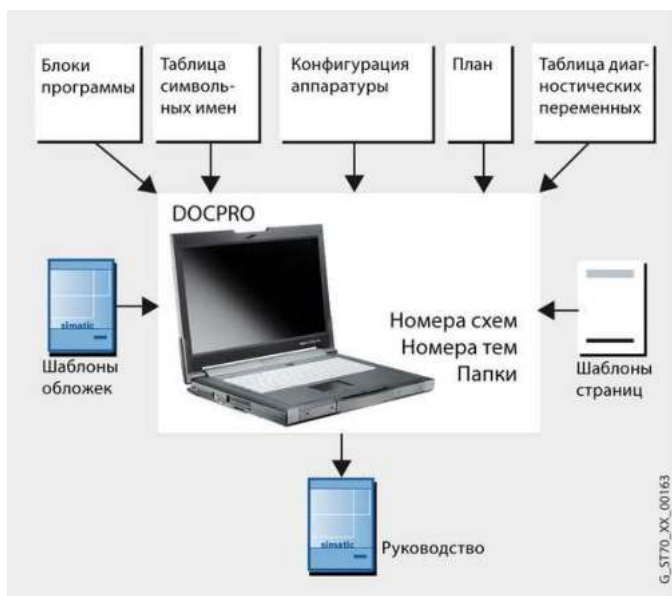 Блоки
программы
Таблица
символь-
ных имен
Конфигурация
аппаратуры
План
Таблица диаг-
ностических
переменных
DOCPRO
simatic
Шаблоны
обложек
Номера схем
Номера тем
Папки
Шаблоны
страниц
simatic
Руководство
G_ST70_XX_00163